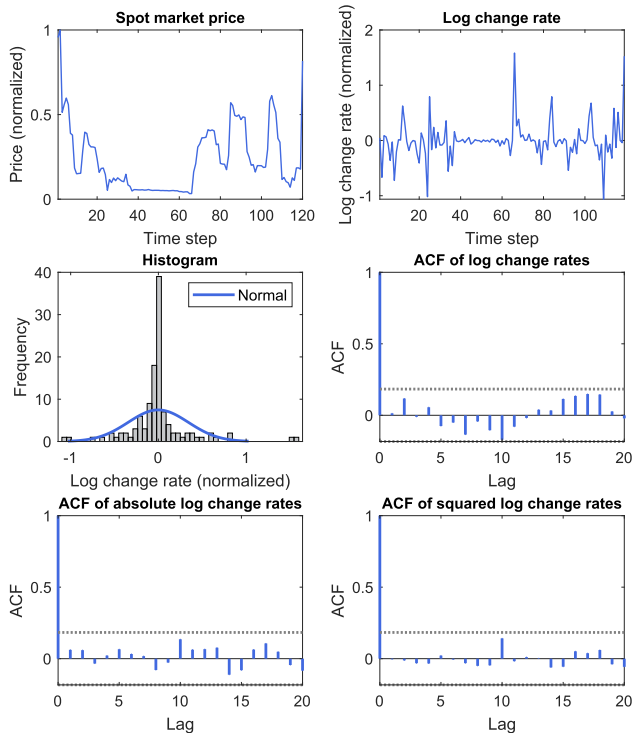 Spot market price
Price (normalized)
1
0.5
0
20 40 60 80 100 120
Time step
Log change rate
Log change rate (normalized)
2
1
0
-1
20 40 60 80 100
Time step
Histogram
Frequency
40
30
20
10
0
Normal
-1 0 1
Log change rate (normalized)
ACF of log change rates
ACF
1
0.5
0
0 5 10 15 20
Lag
ACF of absolute log change rates
ACF
1
0.5
0
0 5 10 15 20
Lag
ACF of squared log change rates
ACF
1
0.5
0
0 5 10 15 20
Lag